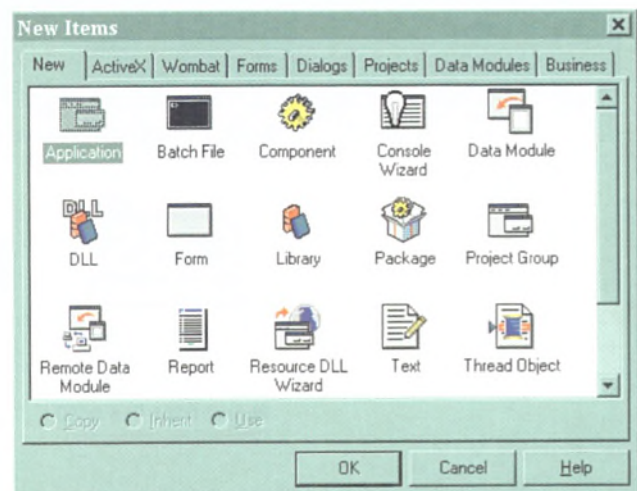 New Items
New ActiveX Wombat Forms Dialogs Projects Data Modules Business
Application Batch File Component Console Wizard Data Module
DLL
DLL Form Library Package Project Group
Remote Data Module Report Resource DLL Wizard Text Thread Object
Copy Inherit Use
OK Cancel Help